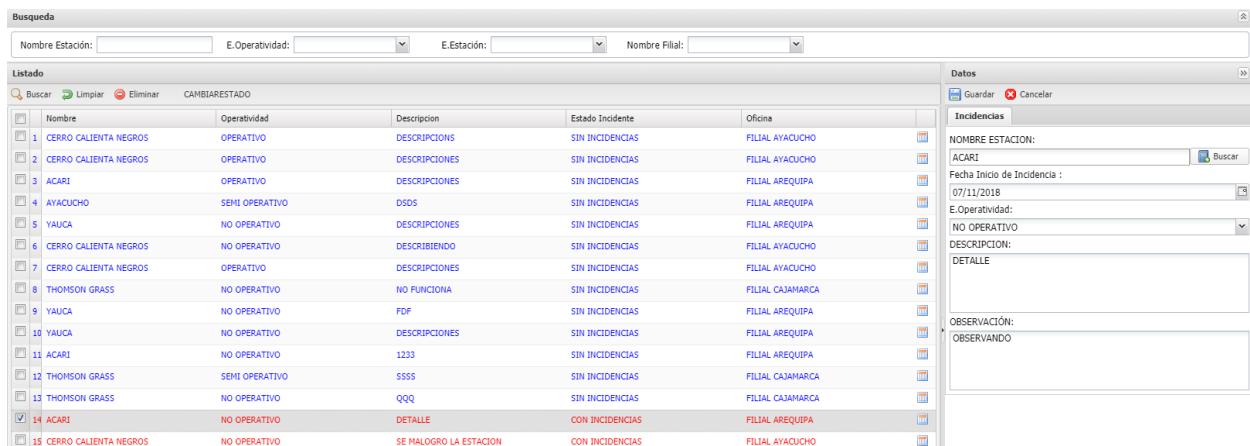 Busqueda
Nombre Estación: E.Operatividad: E.Estación: Nombre Filial:
Listado
Buscar Limpiar Eliminar CAMBIARESTADO
Nombre Operatividad Descripcion Estado Incidente Oficina
1 CERRO CALIENTA NEGROS OPERATIVO DESCRIPCIONS SIN INCIDENCIAS FILIAL AYACUCHO
2 CERRO CALIENTA NEGROS OPERATIVO DESCRIPCIONES SIN INCIDENCIAS FILIAL AYACUCHO
3 ACARI OPERATIVO DESCRIPCIONES SIN INCIDENCIAS FILIAL AREQUIPA
4 AYACUCHO SEMI OPERATIVO DSDS SIN INCIDENCIAS FILIAL AREQUIPA
5 YAUCA NO OPERATIVO DESCRIPCIONES SIN INCIDENCIAS FILIAL AREQUIPA
6 CERRO CALIENTA NEGROS NO OPERATIVO DESCRIBIENDO SIN INCIDENCIAS FILIAL AYACUCHO
7 CERRO CALIENTA NEGROS OPERATIVO DESCRIPCIONES SIN INCIDENCIAS FILIAL AYACUCHO
8 THOMSON GRASS NO OPERATIVO NO FUNCIONA SIN INCIDENCIAS FILIAL CAJAMARCA
9 YAUCA NO OPERATIVO FDF SIN INCIDENCIAS FILIAL AREQUIPA
10 YAUCA NO OPERATIVO DESCRIPCIONES SIN INCIDENCIAS FILIAL AREQUIPA
11 ACARI NO OPERATIVO 1233 SIN INCIDENCIAS FILIAL AREQUIPA
12 THOMSON GRASS SEMI OPERATIVO SSSS SIN INCIDENCIAS FILIAL CAJAMARCA
13 THOMSON GRASS NO OPERATIVO QQQ SIN INCIDENCIAS FILIAL CAJAMARCA
14 ACARI NO OPERATIVO DETALLE CON INCIDENCIAS FILIAL AREQUIPA
15 CERRO CALIENTA NEGROS NO OPERATIVO SE MALOGRO LA ESTACION CON INCIDENCIAS FILIAL AYACUCHO
Datos
Guardar Cancelar
Incidencias
NOMBRE ESTACION:
ACARI Buscar
Fecha Inicio de Incidencia :
07/11/2018
E.Operatividad:
NO OPERATIVO
DESCRIPCION:
DETALLE
OBSERVACIÓN:
OBSERVANDO